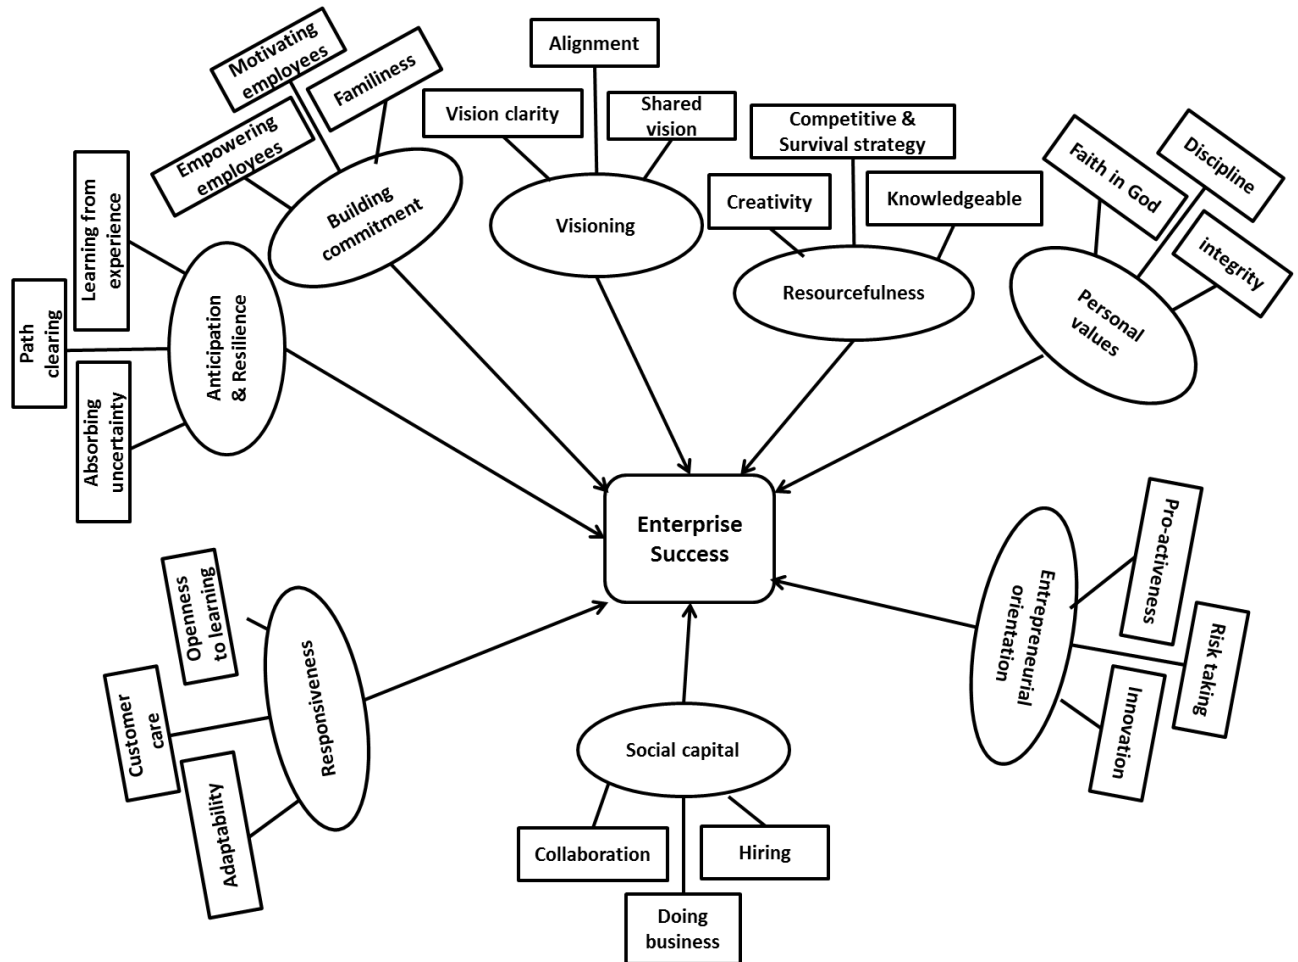 Motivating
employees
Familiness
Empowering
employees
Building
commitment
Alignment
Vision clarity
Shared
vision
Visioning
Competitive &
Survival strategy
Creativity
Knowledgeable
Resourcefulness
Faith in God
Discipline
integrity
Personal
values
Learning from
experience
Path
clearing
Absorbing
uncertainty
Anticipation
& Resilience
Enterprise
Success
Openness
to learning
Customer
care
Adaptability
Responsiveness
Social capital
Collaboration
Hiring
Doing
business
Entrepreneurial
orientation
Pro-activeness
Risk taking
Innovation